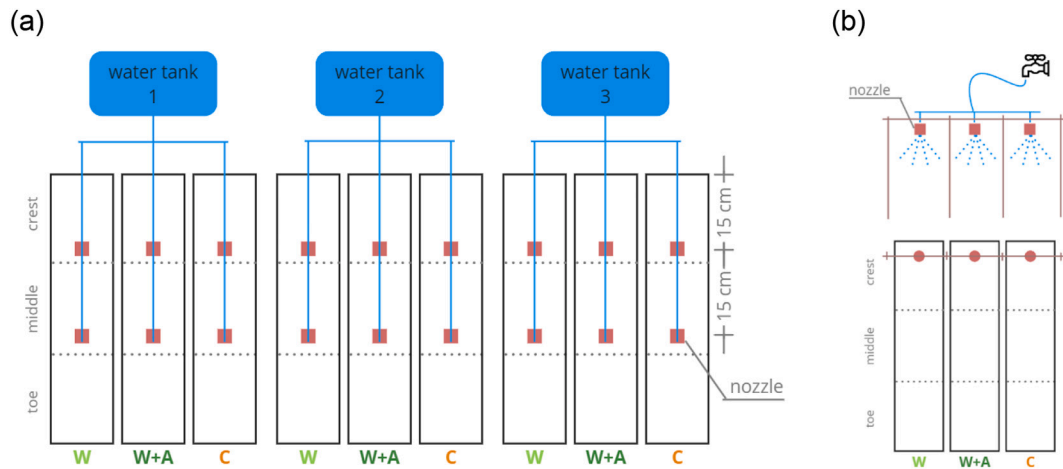 (a)
water tank
1
water tank
2
water tank
3
crest
middle
toe
15 cm
15 cm
nozzle
W
W+A
C
W
W+A
C
W
W+A
C
(b)
nozzle
crest
middle
toe
W
W+A
C